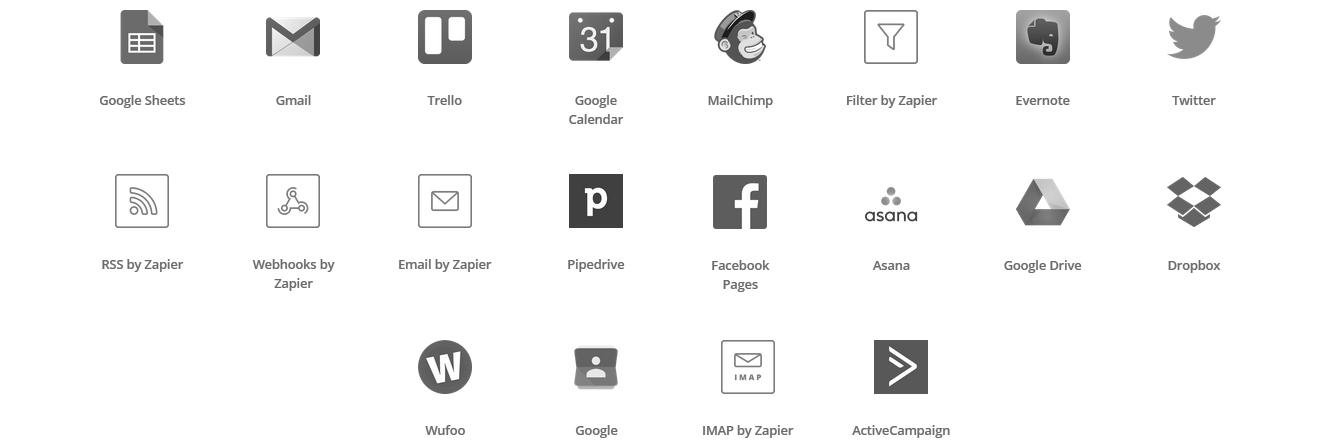 31
Google Sheets
Gmail
Trello
Google
Calendar
MailChimp
Filter by Zapier
Evernote
Twitter
p
f
asana
RSS by Zapier
Webhooks by
Zapier
Email by Zapier
Pipedrive
Facebook
Pages
Asana
Google Drive
Dropbox
W
IMAP
Wufoo
Google
IMAP by Zapier
ActiveCampaign